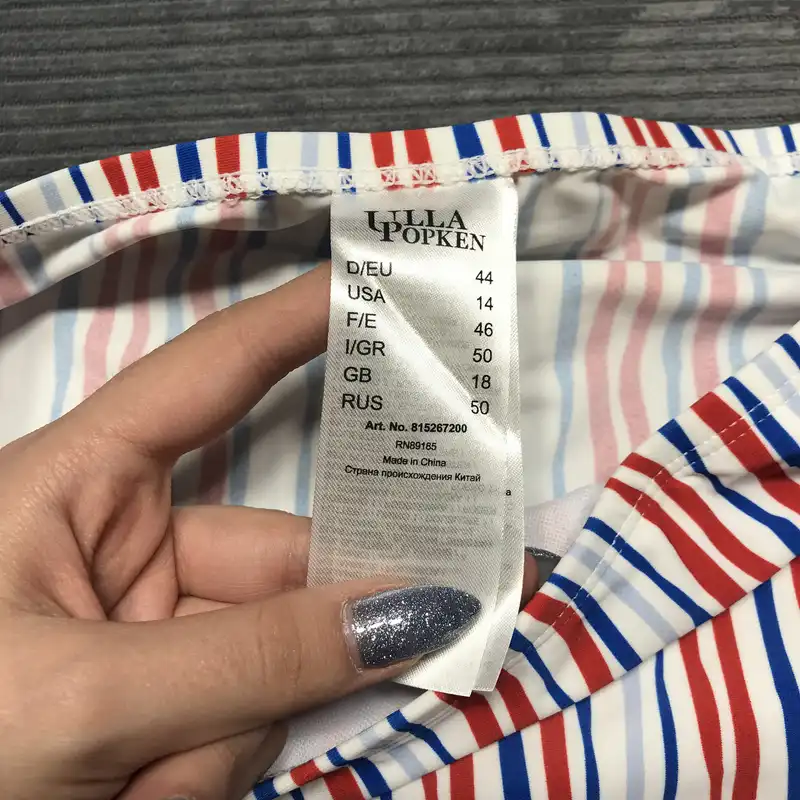 ULLA
POPKEN
D/EU 44
USA 14
F/E 46
I/GR 50
GB 18
RUS 50
Art. No. 815267200
RN89165
Made in China
Страна происхождения Китай